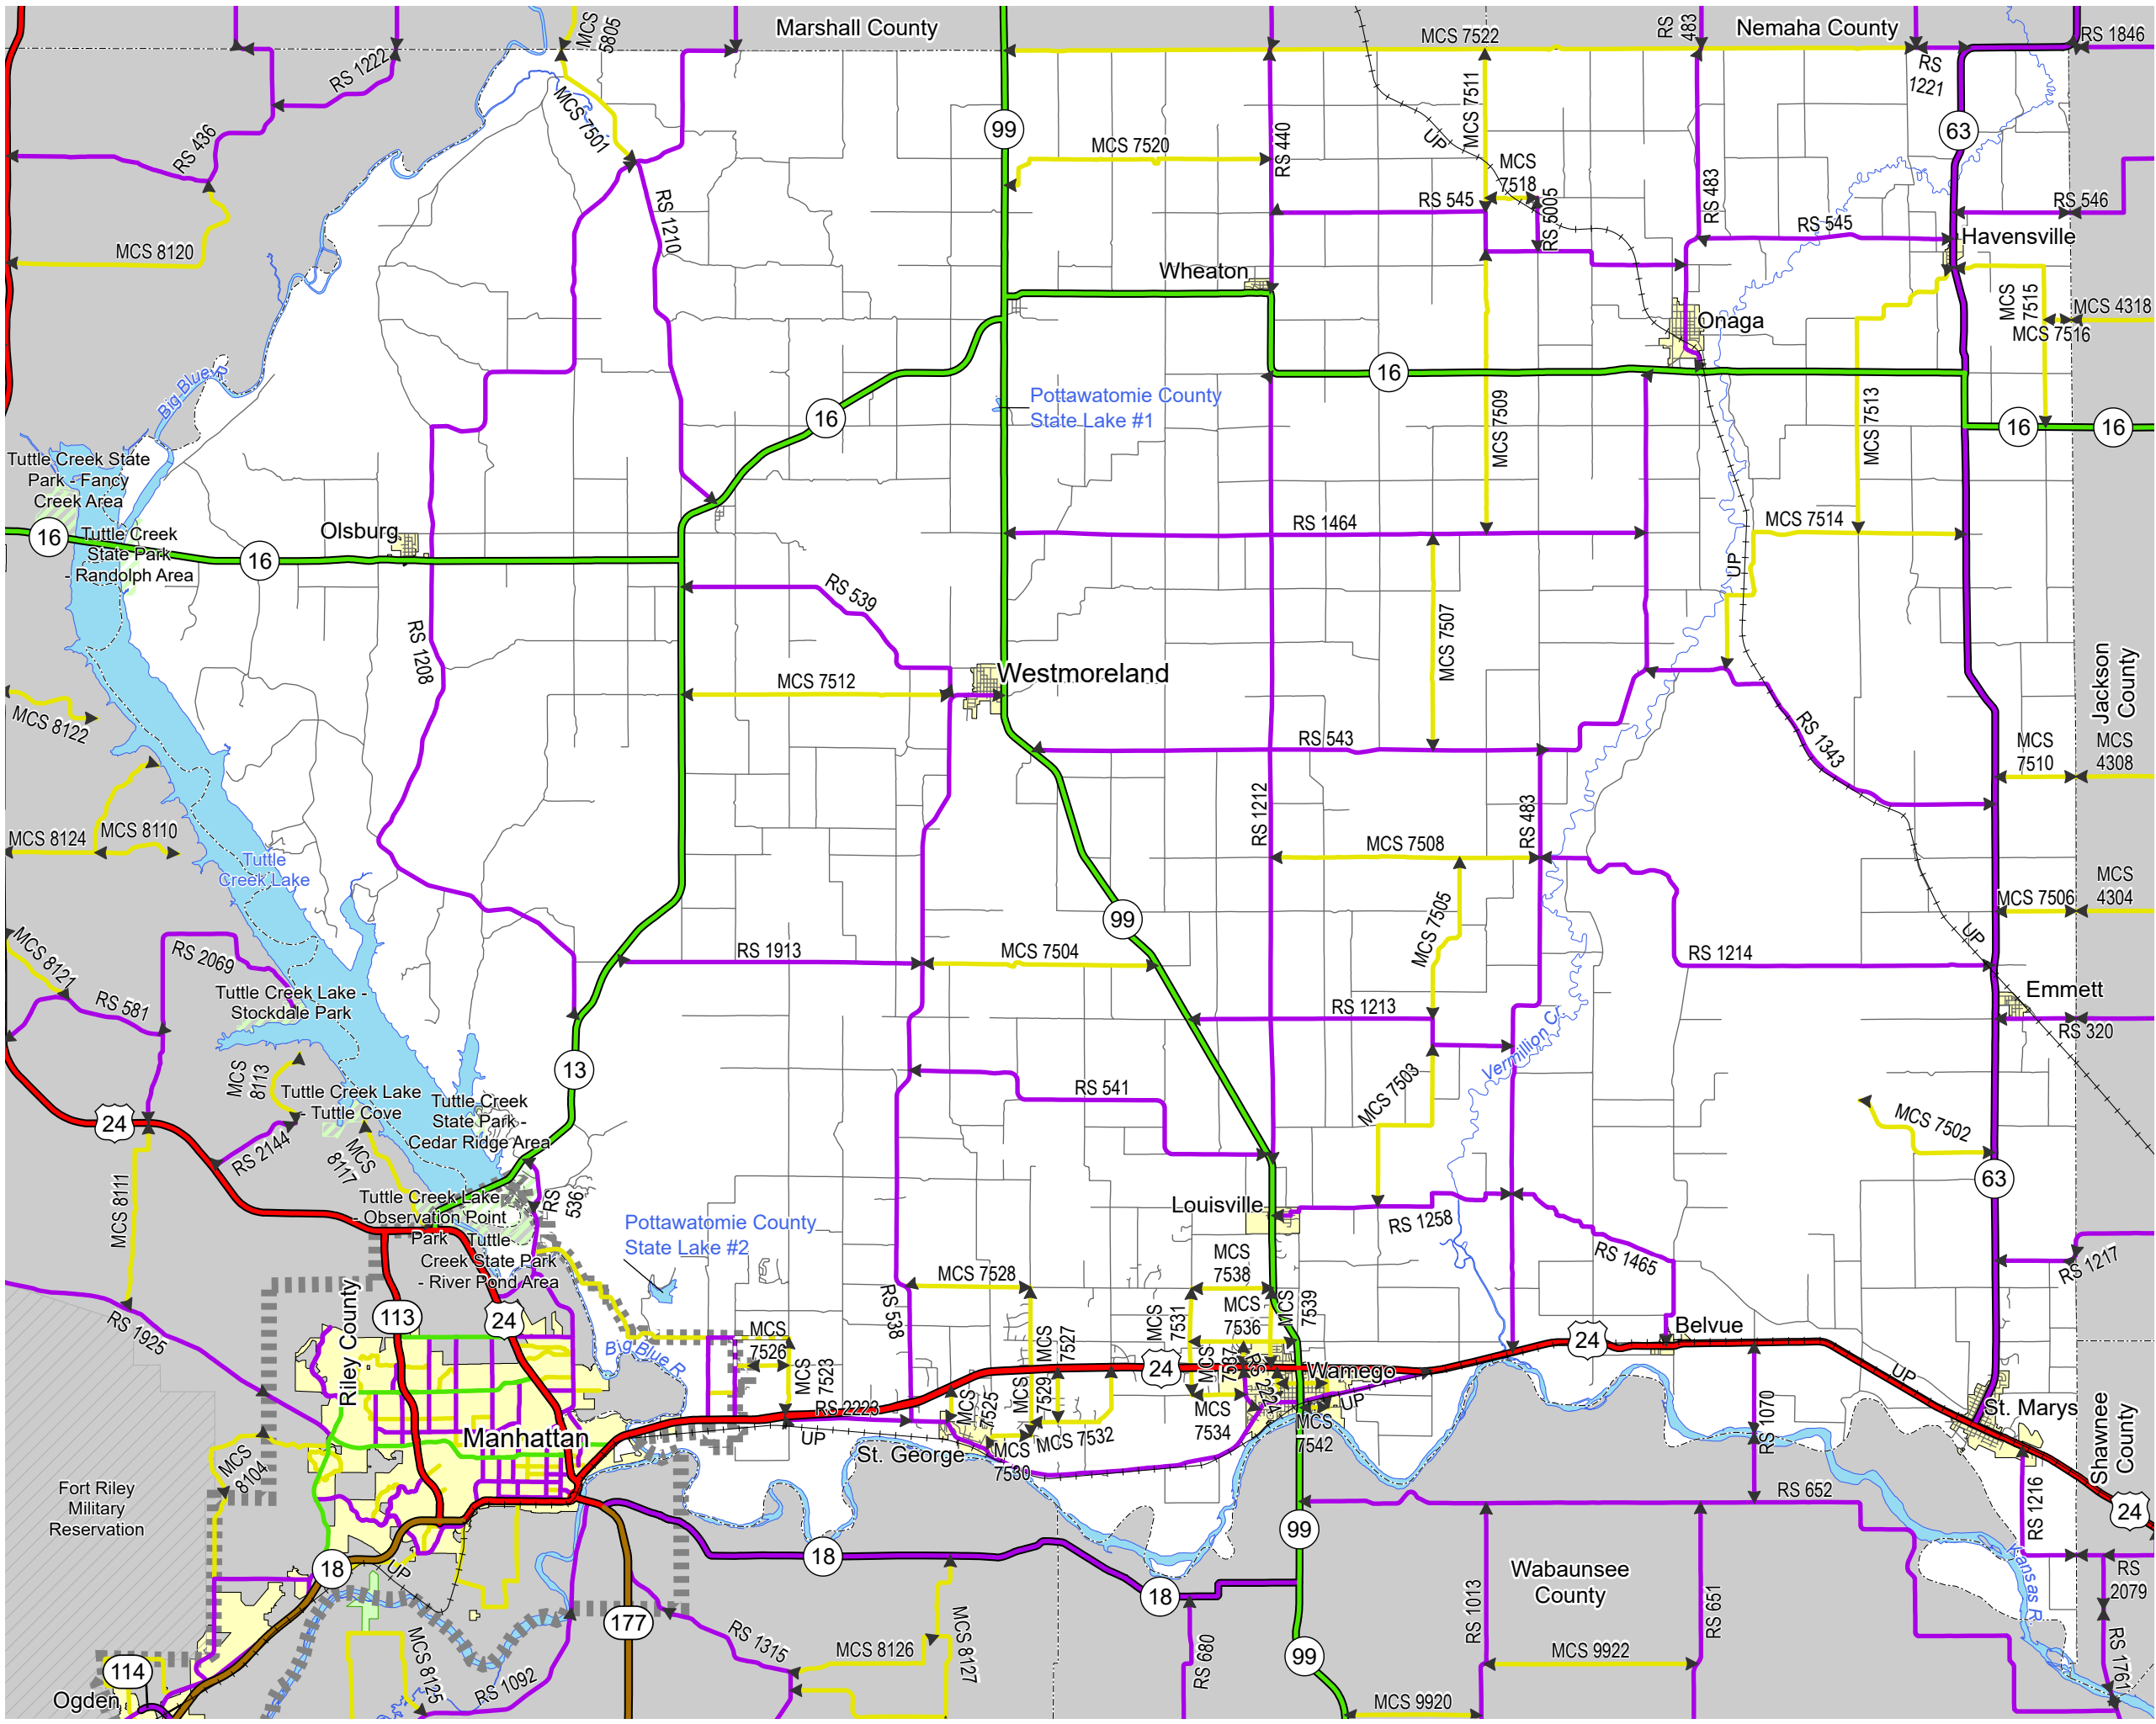 Marshall County
Nemaha County
MCS
5805
RS
483
MCS 7522
RS 1846
RS 1222
RS
1221
MCS 7501
MCS 7511
99
63
RS 436
UP
MCS 7520
RS 440
MCS
7518
RS 1210
RS 545
RS 5005
RS 483
RS 546
RS 545
Havensville
MCS 8120
Wheaton
MCS
7515
MCS 4318
MCS 7516
Onaga
Big Blue R
16
Pottawatomie County
State Lake #1
16
MCS 7509
MCS 7513
16
16
Tuttle Creek State
Park - Fancy
Creek Area
Olsburg
RS 1464
MCS 7514
16
Tuttle Creek
State Park
- Randolph Area
16
UP
RS 539
RS 1208
MCS 7507
Westmoreland
MCS 7512
Jackson
County
MCS 8122
RS 543
RS 1343
MCS
7510
MCS
4308
MCS 8124
MCS 8110
RS 1212
RS 483
MCS 7508
Tuttle
Creek Lake
MCS
4304
MCS 7506
99
MCS 7505
UP
MCS 8121
RS 2069
RS 1913
MCS 7504
RS 1214
Tuttle Creek Lake -
Stockdale Park
RS 581
Emmett
RS 1213
RS 320
Vermillion C.
13
MCS
8113
Tuttle Creek Lake
- Tuttle Cove
RS 541
MCS 7503
24
Tuttle Creek
State Park -
Cedar Ridge Area
MCS 7502
RS 2144
MCS
8117
63
MCS 8111
RS
536
Tuttle Creek Lake
- Observation Point
Park
Louisville
RS 1258
Pottawatomie County
State Lake #2
Tuttle
Creek State Park
- River Pond Area
RS 1465
RS 1217
MCS
7538
MCS 7528
RS 538
Riley County
113
24
RS 1925
MCS
7531
MCS
7536
MCS
7539
Belvue
24
MCS
7526
MCS
7527
Big Blue R
MCS
7523
24
MCS
7537
Wamego
UP
MCS
7525
MCS
7529
RS 2224
UP
RS 1070
Shawnee
County
St. Marys
RS 2223
MCS
7534
MCS
7542
Manhattan
UP
St. George
MCS 7532
MCS
7530
RS 1070
MCS
8104
Fort Riley
Military
Reservation
RS 652
RS 1216
24
99
18
18
Wabaunsee
County
RS
2079
UP
18
Kansas R
177
RS 1013
RS 651
RS 1315
MCS 8126
MCS 8127
RS 680
99
MCS 9922
RS 1761
114
MCS 8125
RS 1092
Ogden
MCS 9920